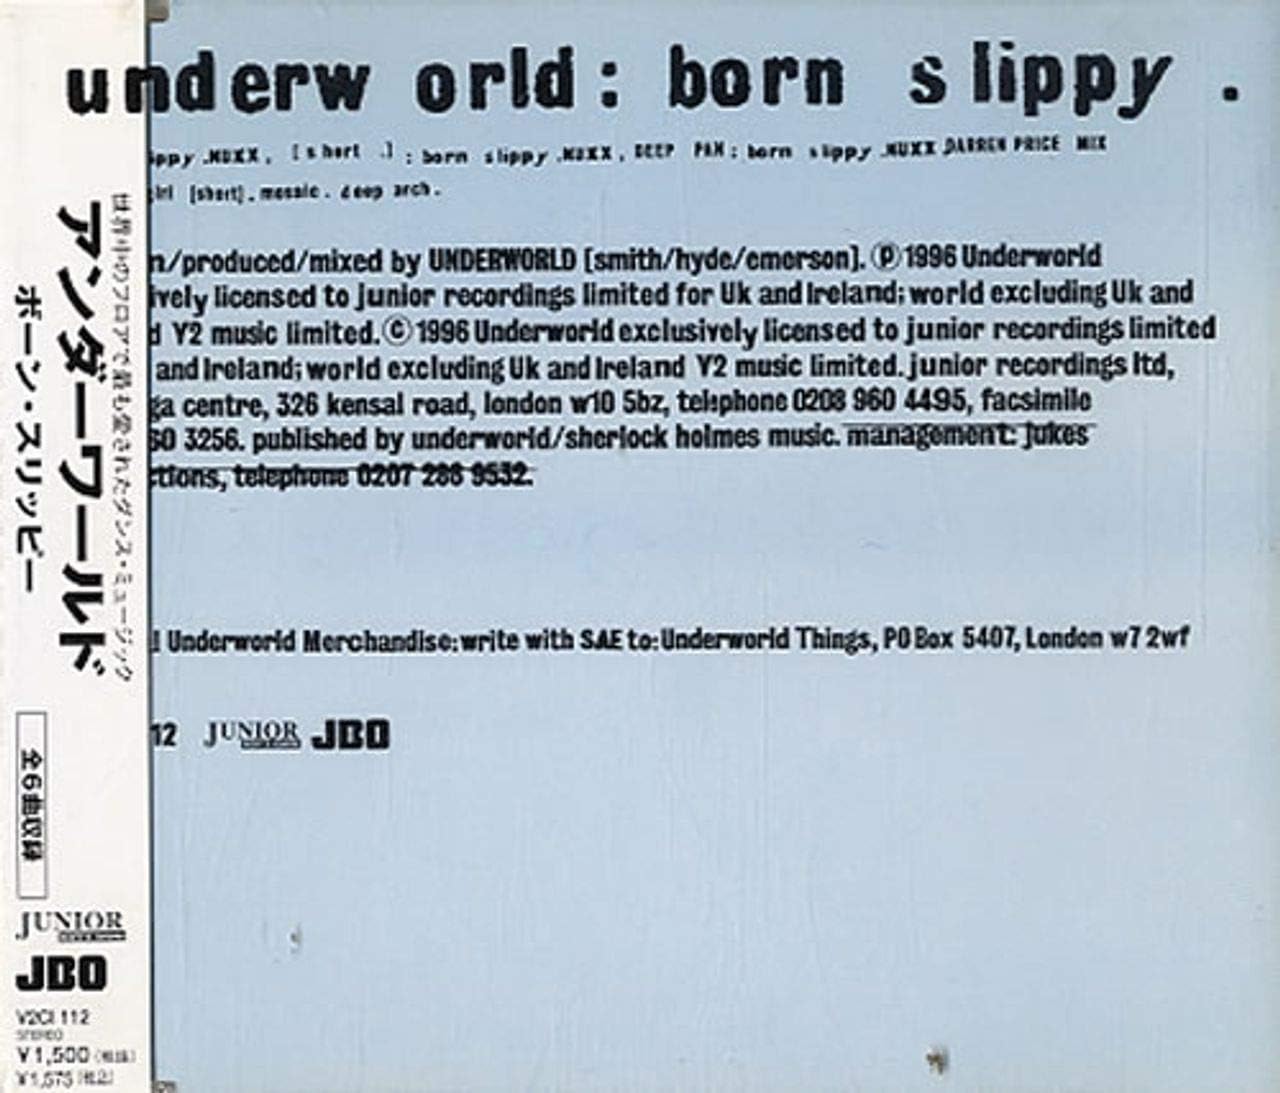 underw orld: born slippy .
ippy .NUXX, [short .] : born slippy .NUXX, DEEP PAN : born slippy .NUXX DARREN PRICE MIX
irl [short]. mosaic. deep arch.
n/produced/mixed by UNDERWORLD [smith/hyde/emerson]. Ⓟ1996 Underworld
ively licensed to junior recordings limited for Uk and Ireland; world excluding Uk and
d Y2 music limited. ©1996 Underworld exclusively licensed to junior recordings limited
and Ireland; world excluding Uk and Ireland Y2 music limited. junior recordings ltd,
ga centre, 326 kensal road, london w10 5bz, telephone 0208 960 4495, facsimile
60 3256. published by underworld/sherlock holmes music. management: jukes
ctions, telephone 0207 286 9532.
l Underworld Merchandise: write with SAE to: Underworld Things, PO Box 5407, London w7 2wf
12 JUNIOR JBO
世界中のフロアで最も愛されたダンス・ミュージック
アンダーワールド
ボーン・スリッピー
全6曲収録
JUNIOR
JBO
V2CI 112
STEREO
¥1,500(税抜)
¥1,575(税込)